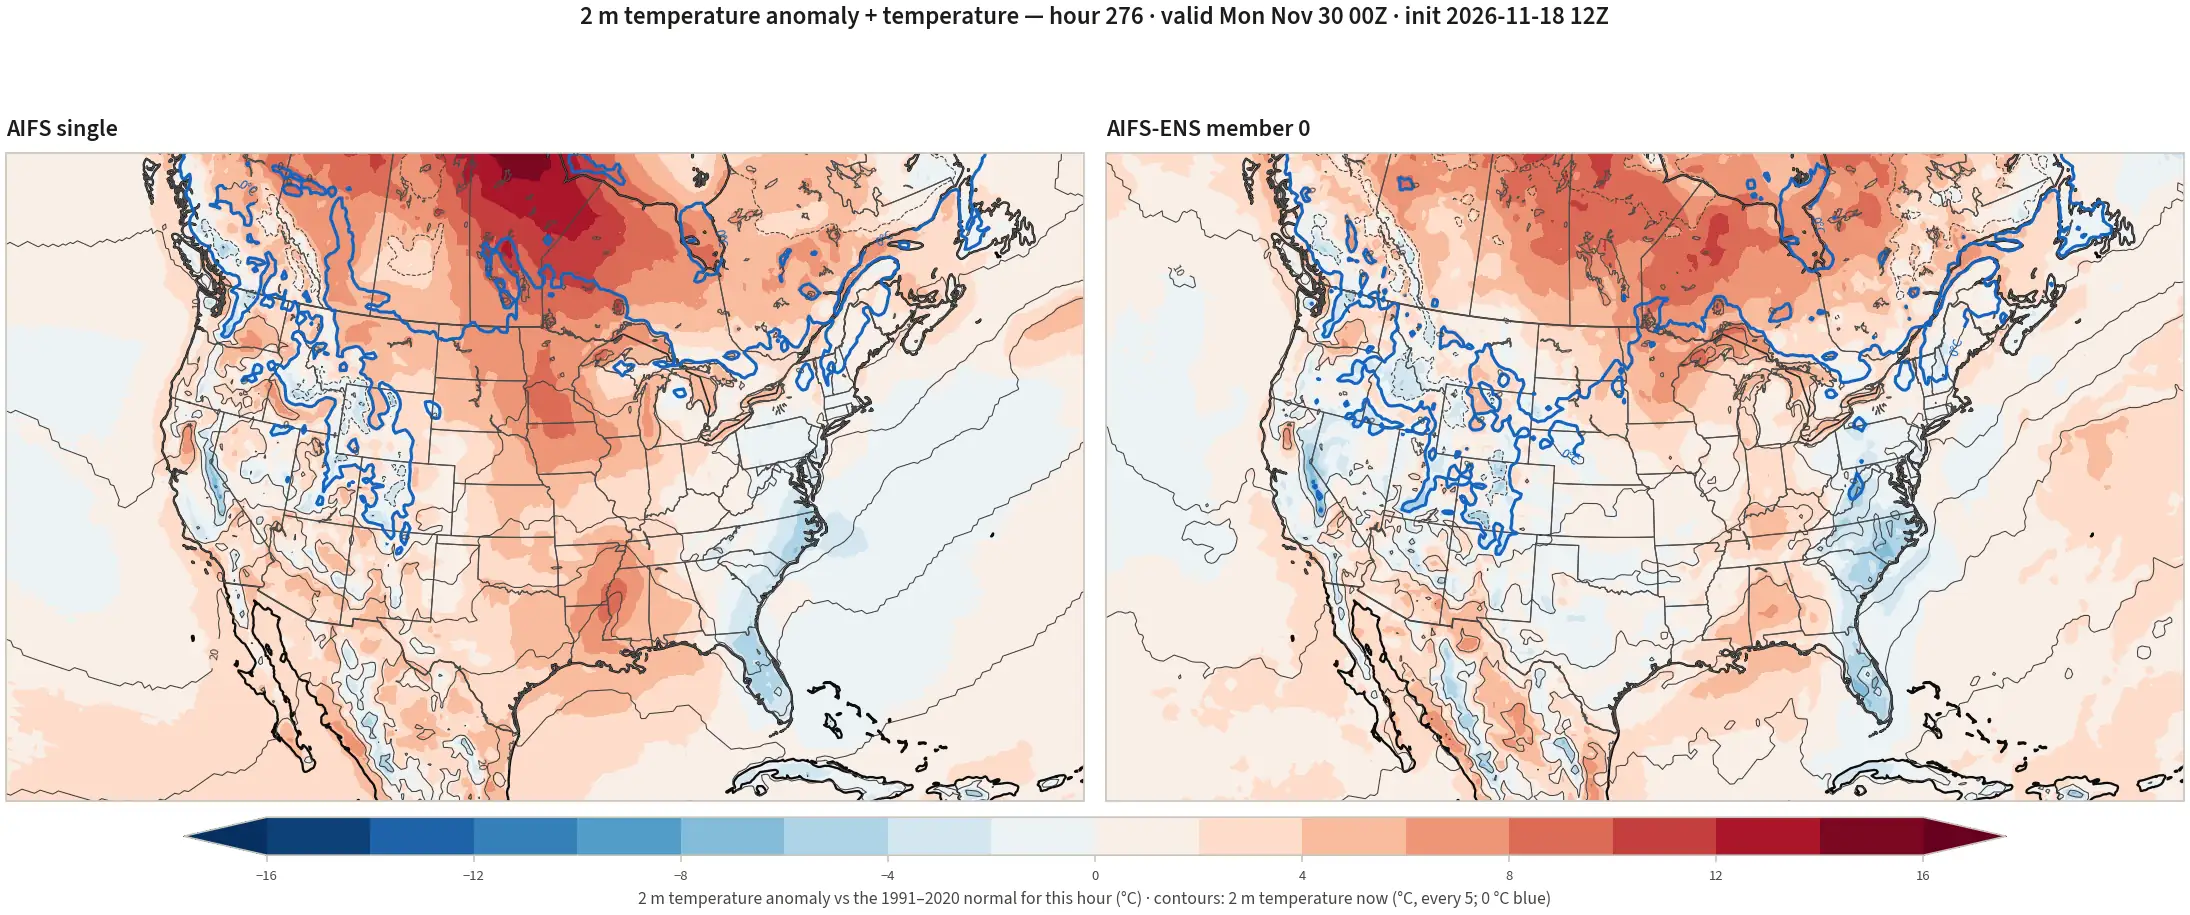 2 m temperature anomaly + temperature — hour 276 · valid Mon Nov 30 00Z · init 2026-11-18 12Z
AIFS single
AIFS-ENS member 0
20
−16
−12
−8
−4
0
4
8
12
16
2 m temperature anomaly vs the 1991–2020 normal for this hour (°C) · contours: 2 m temperature now (°C, every 5; 0 °C blue)